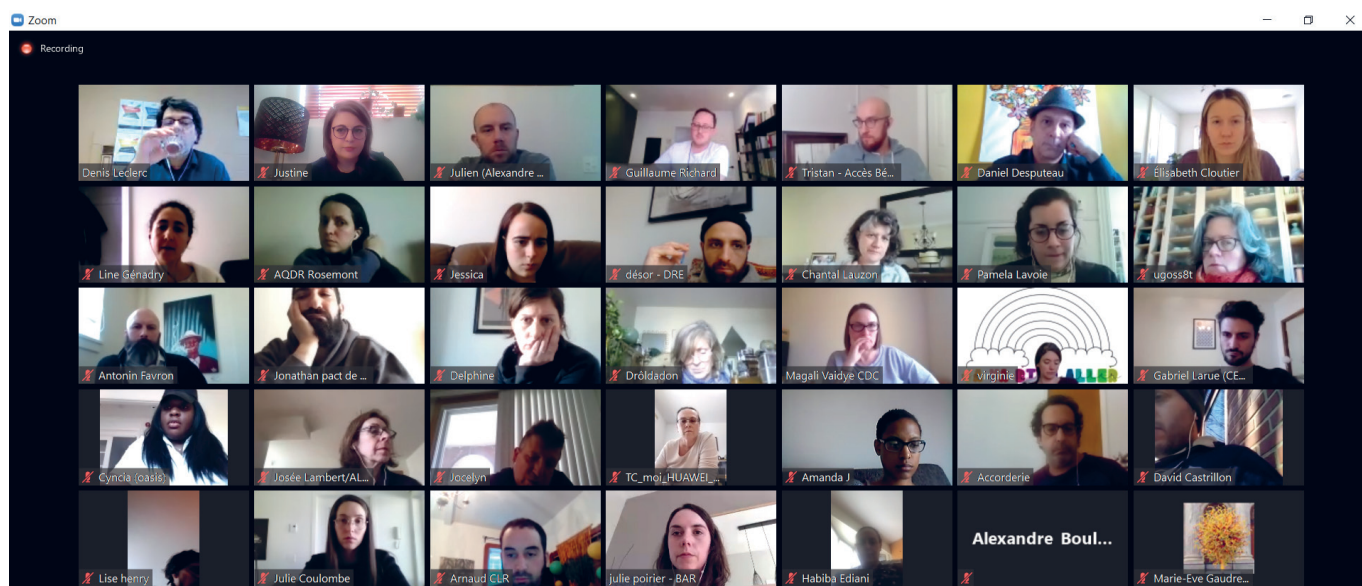 Zoom
Recording
Denis Leclerc
Justine
Julien (Alexandre ...
Guillaume Richard
Tristan - Accès Bé...
Daniel Desputeau
Élisabeth Cloutier
Line Génadry
AQDR Rosemont
Jessica
désor - DRE
Chantal Lauzon
Pamela Lavoie
ugoss8t
Antonin Favron
Jonathan pact de ...
Delphine
Drôldadon
Magali Vaidye CDC
virginie
Gabriel Larue (CE...
Cyncia (oasis)
Josée Lambert/AL...
Jocelyn
TC_moi_HUAWEI_...
Amanda J
Accorderie
David Castrillon
Lise henry
Julie Coulombe
Arnaud CLR
julie poirier - BAR
Habiba Ediani
Alexandre Boul...
Marie-Eve Gaudre...